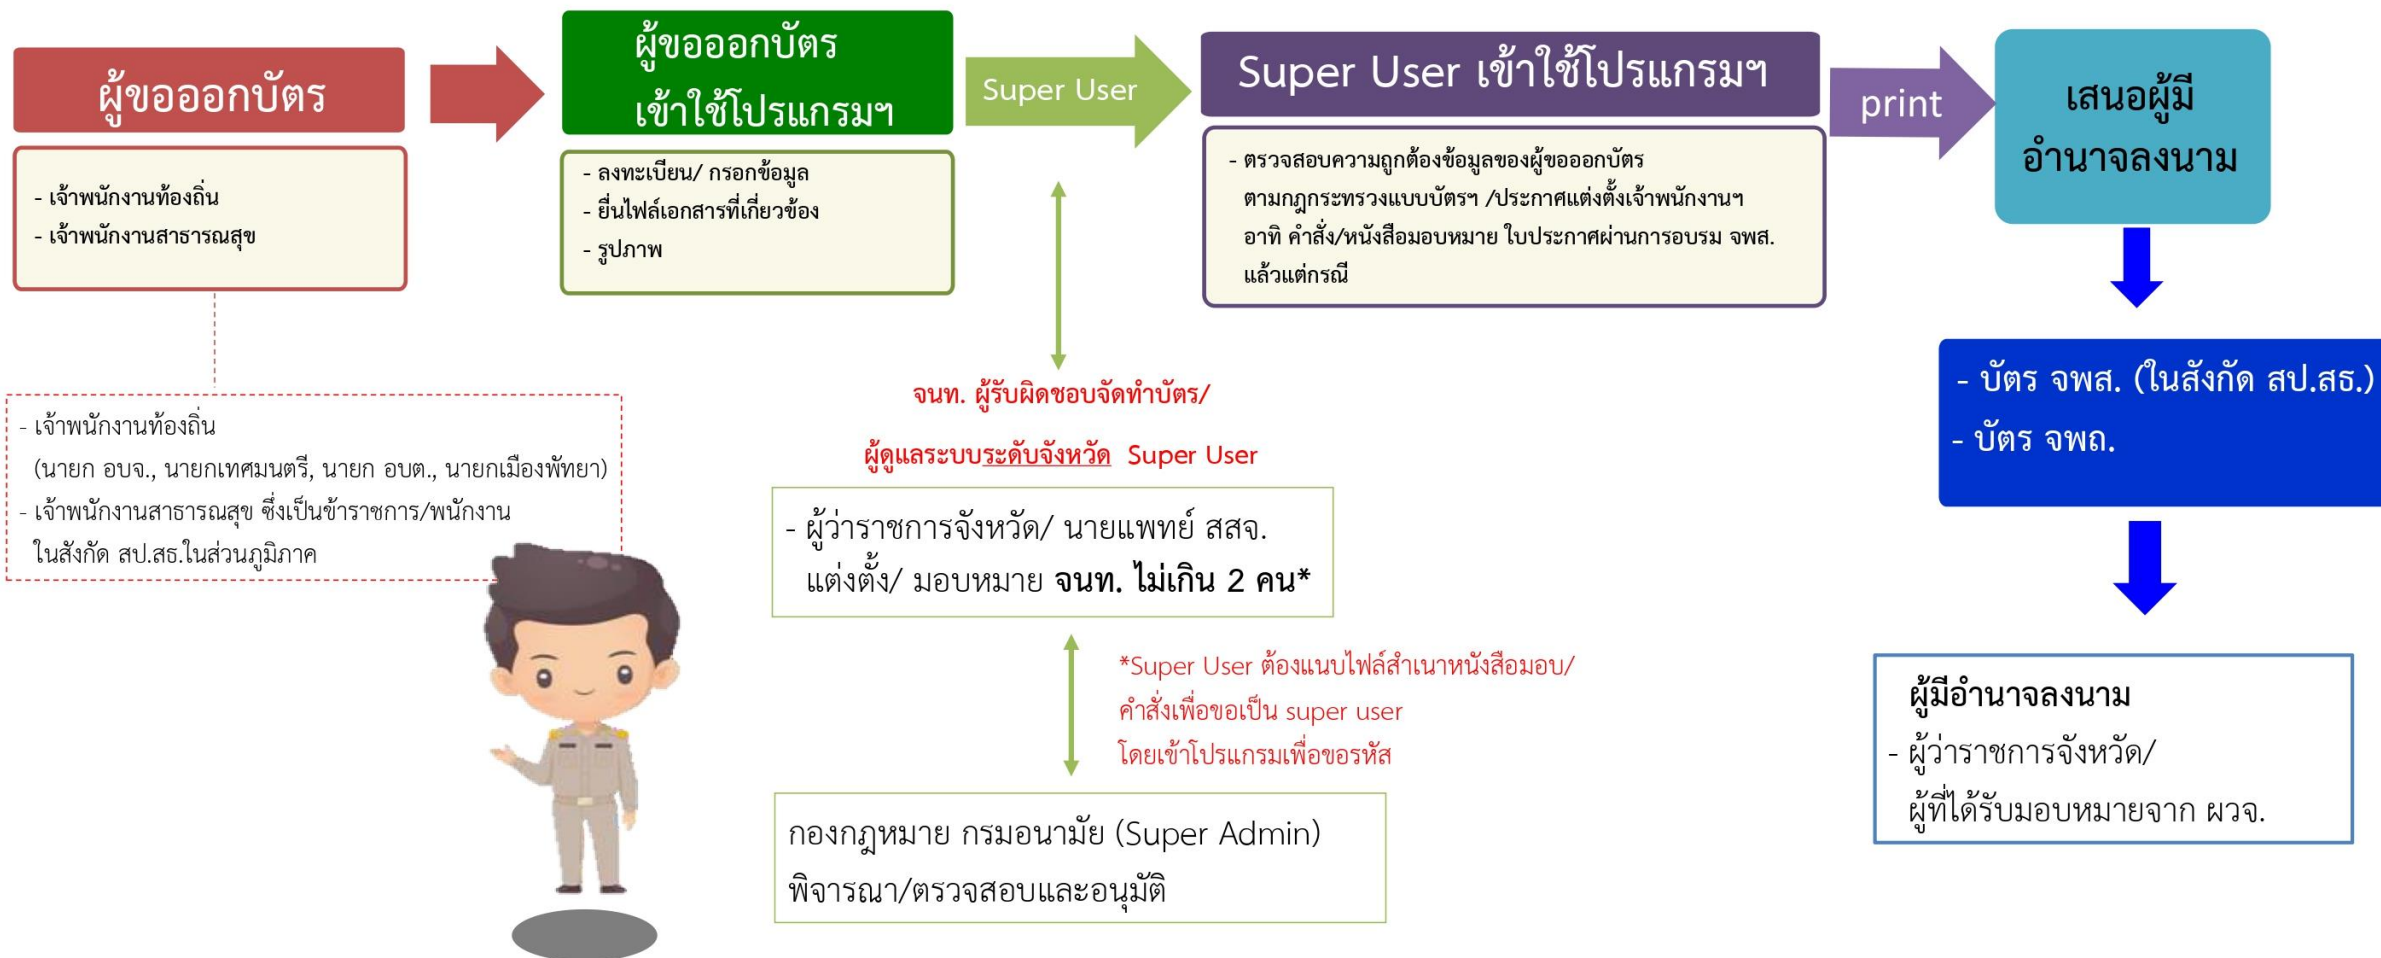 ผู้ขอออกบัตร
- เจ้าพนักงานท้องถิ่น
- เจ้าพนักงานสาธารณสุข
- เจ้าพนักงานท้องถิ่น
(นายก อบจ., นายกเทศมนตรี, นายก อบต., นายกเมืองพัทยา)
- เจ้าพนักงานสาธารณสุข ซึ่งเป็นข้าราชการ/พนักงาน
ในสังกัด สป.สธ.ในส่วนภูมิภาค
ผู้ขอออกบัตร
เข้าใช้โปรแกรมฯ
- ลงทะเบียน/ กรอกข้อมูล
- ยื่นไฟล์เอกสารที่เกี่ยวข้อง
- รูปภาพ
Super User
จนท. ผู้รับผิดชอบจัดทำบัตร/
ผู้ดูแลระบบระดับจังหวัด Super User
- ผู้ว่าราชการจังหวัด/ นายแพทย์ สสจ.
แต่งตั้ง/ มอบหมาย จนท. ไม่เกิน 2 คน*
*Super User ต้องแนบไฟล์สำเนาหนังสือมอบ/
คำสั่งเพื่อขอเป็น super user
โดยเข้าโปรแกรมเพื่อขอรหัส
กองกฎหมาย กรมอนามัย (Super Admin)
พิจารณา/ตรวจสอบและอนุมัติ
Super User เข้าใช้โปรแกรมฯ
- ตรวจสอบความถูกต้องข้อมูลของผู้ขอออกบัตร
ตามกฎกระทรวงแบบบัตรฯ /ประกาศแต่งตั้งเจ้าพนักงานฯ
อาทิ คำสั่ง/หนังสือมอบหมาย ใบประกาศผ่านการอบรม จพส.
แล้วแต่กรณี
print
เสนอผู้มี
อำนาจลงนาม
- บัตร จพส. (ในสังกัด สป.สธ.)
- บัตร จพถ.
ผู้มีอำนาจลงนาม
- ผู้ว่าราชการจังหวัด/
ผู้ที่ได้รับมอบหมายจาก ผวจ.